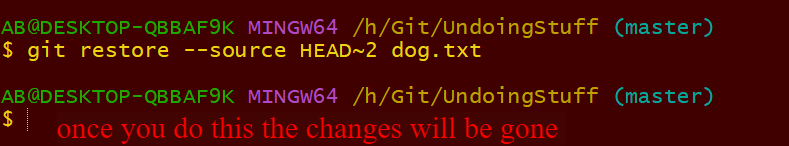 AB@DESKTOP-QBBAF9K MINGW64 /h/Git/UndoingStuff (master)
$ git restore --source HEAD~2 dog.txt
AB@DESKTOP-QBBAF9K MINGW64 /h/Git/UndoingStuff (master)
$ once you do this the changes will be gone